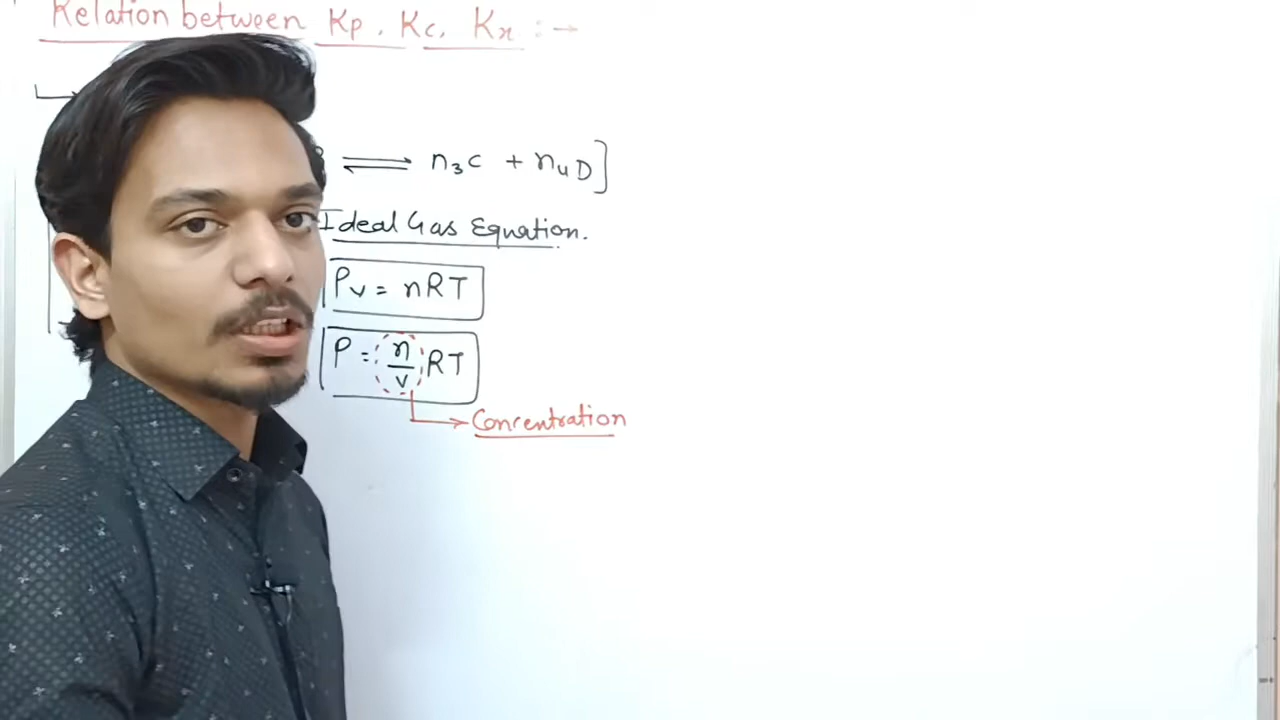 Relation between Kp, Kc, Kx :→
⇌ n₃C + n₄D]
Ideal Gas Equation.
Pv = nRT
P = n/v RT
Concentration